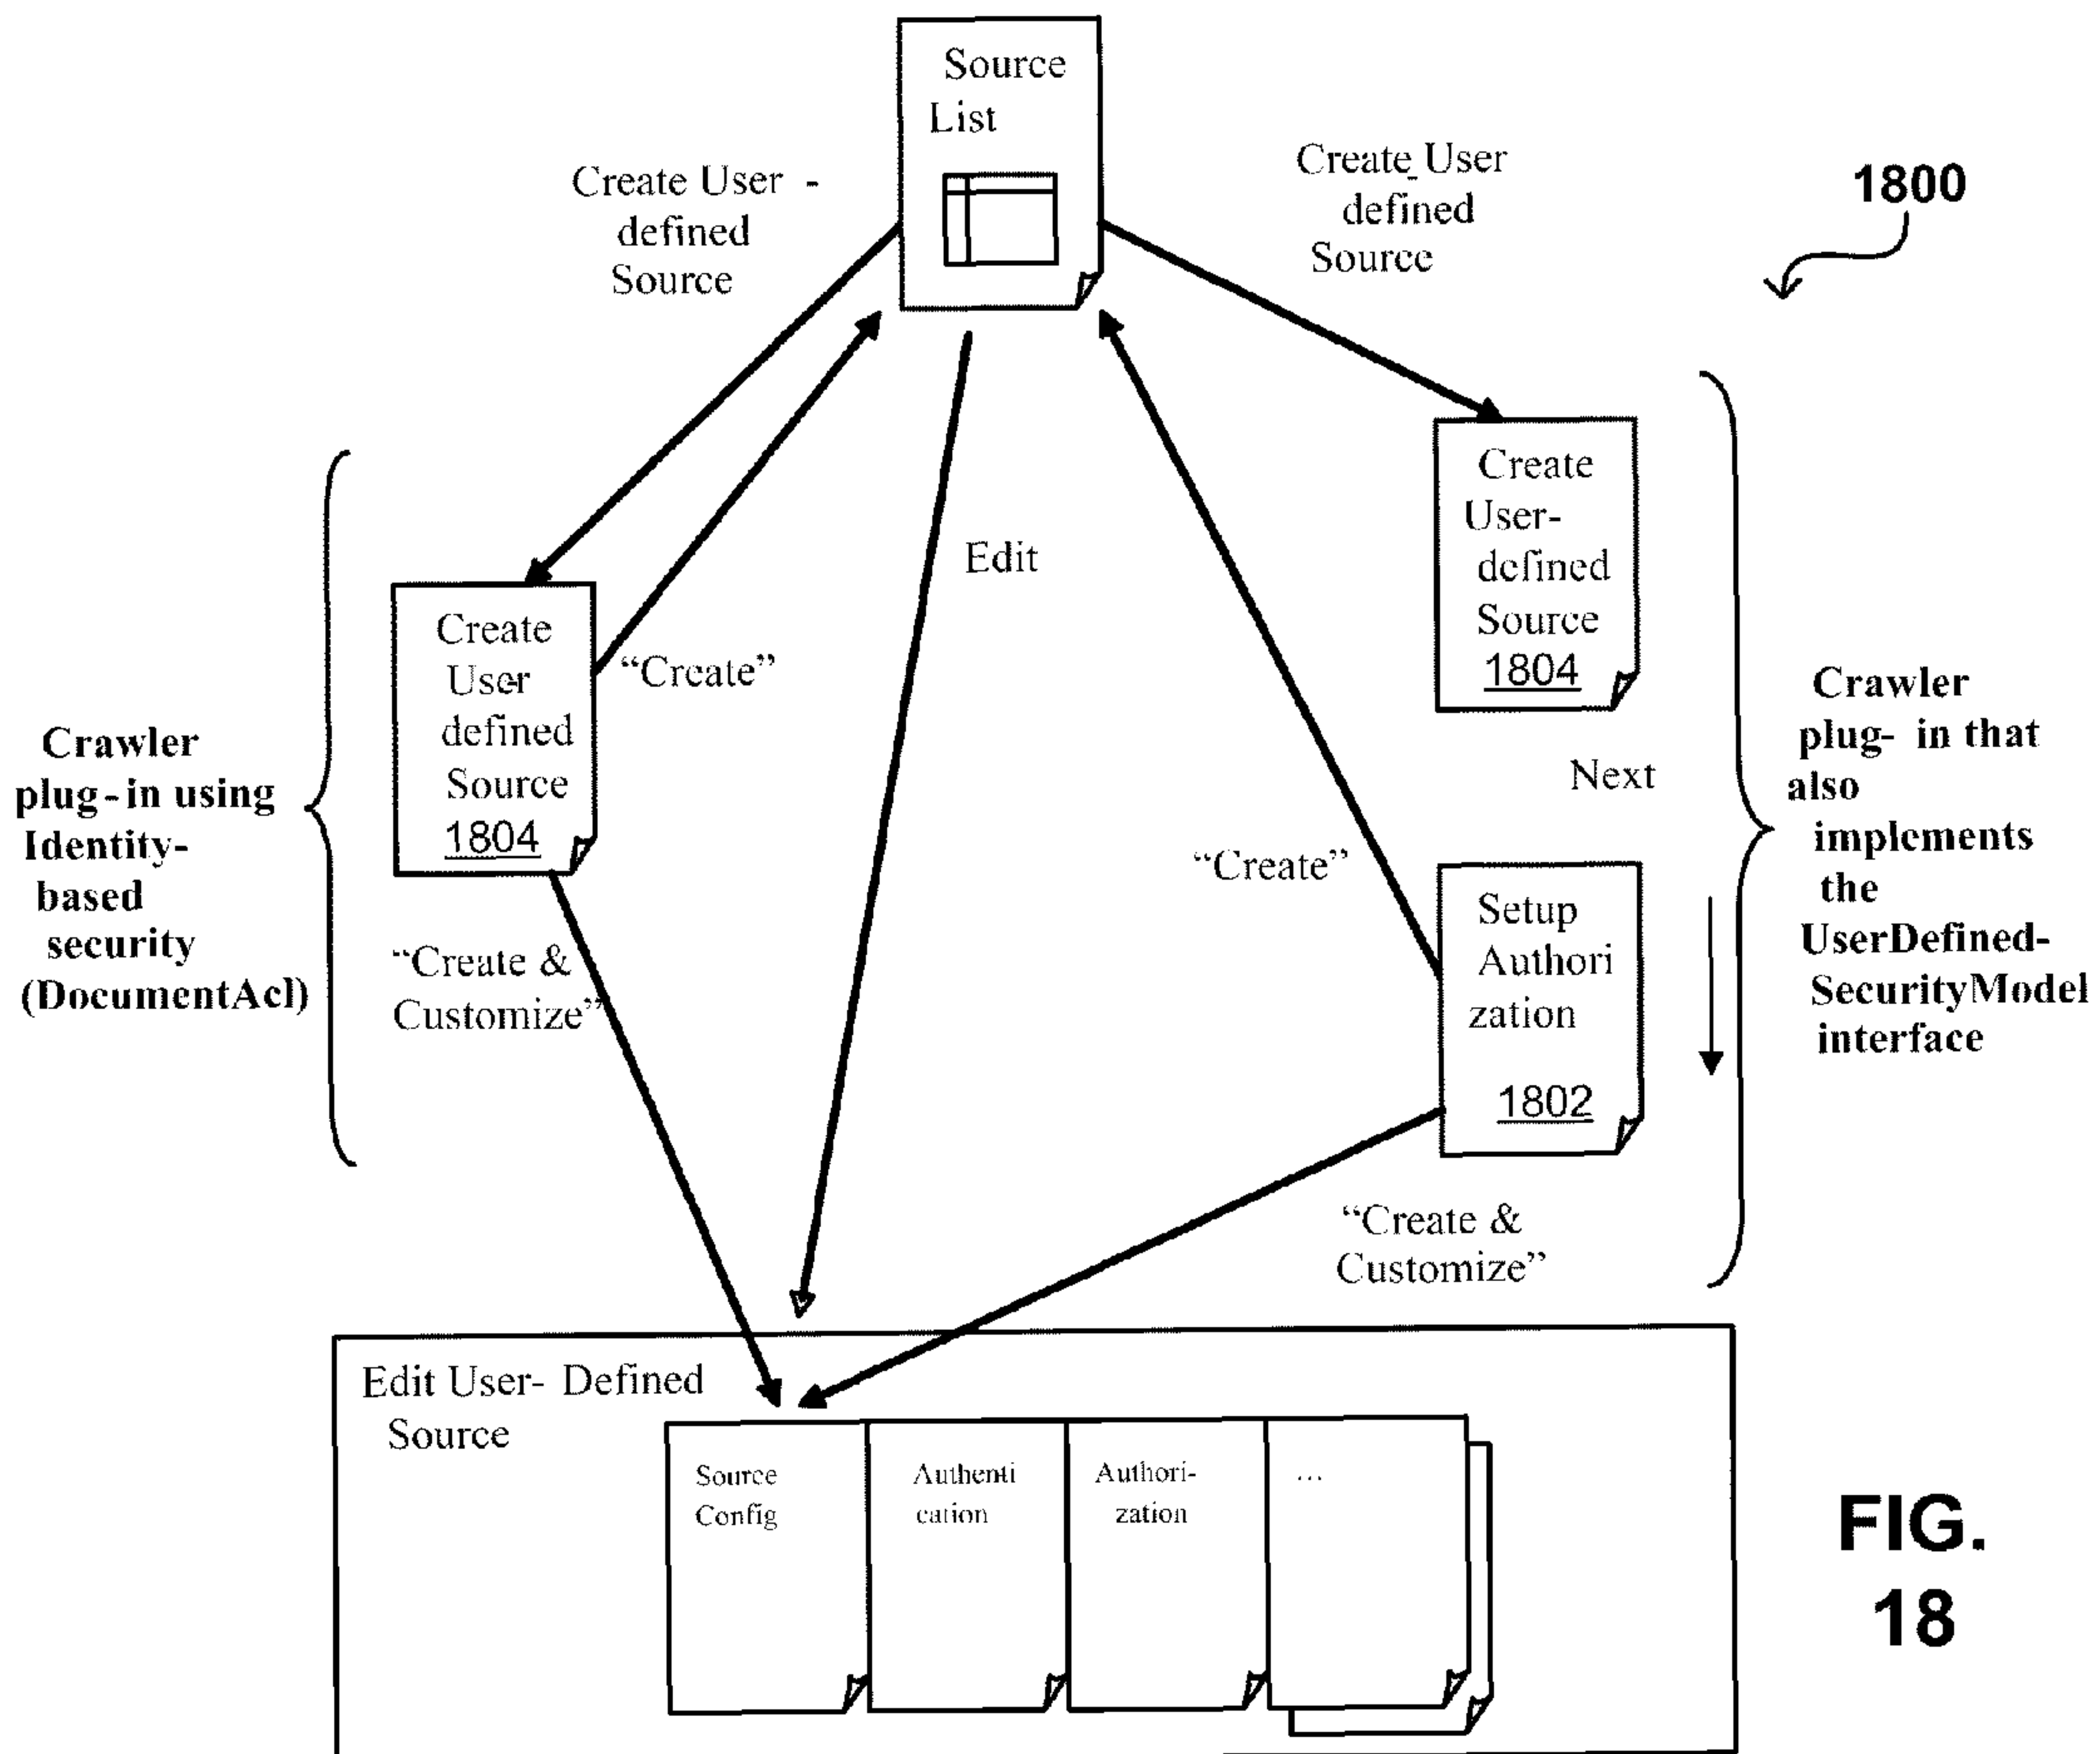 Source
List
Create User -
defined
Source
Create User
defined
Source
1800
Create
User-
defined
Source
1804
Edit
Create
User
defined
Source
1804
"Create"
Crawler
plug-in using
Identity-
based
security
(DocumentAcl)
Crawler
plug- in that
also
implements
the
UserDefined-
SecurityModel
interface
Next
"Create"
Setup
Authori
zation
1802
"Create &
Customize"
"Create &
Customize"
Edit User- Defined
Source
Source
Config
Authenti
cation
Authori-
zation
...
FIG.
18